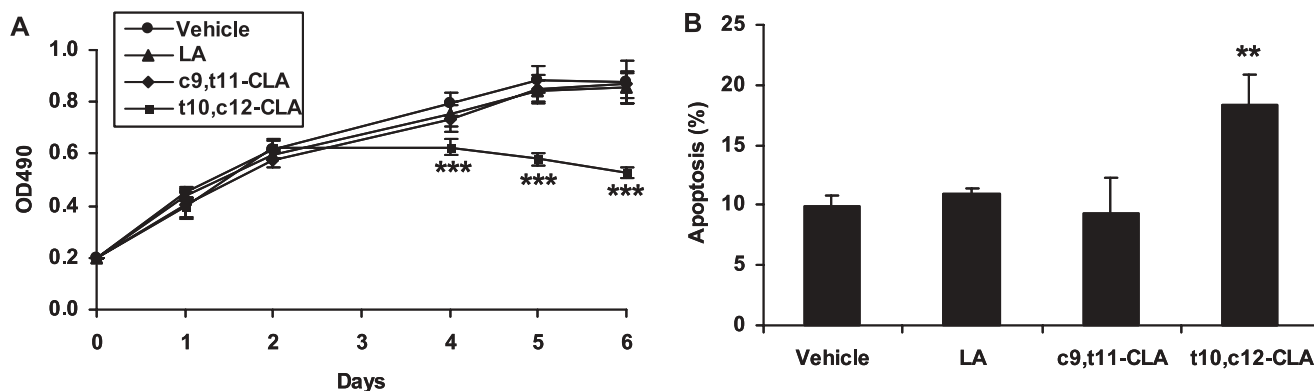 A
Vehicle
LA
c9,t11-CLA
t10,c12-CLA
OD490
1.0
0.8
0.6
0.4
0.2
0.0
***
***
***
0 1 2 3 4 5 6
Days
B
Apoptosis (%)
25
20
15
10
5
0
**
Vehicle LA c9,t11-CLA t10,c12-CLA